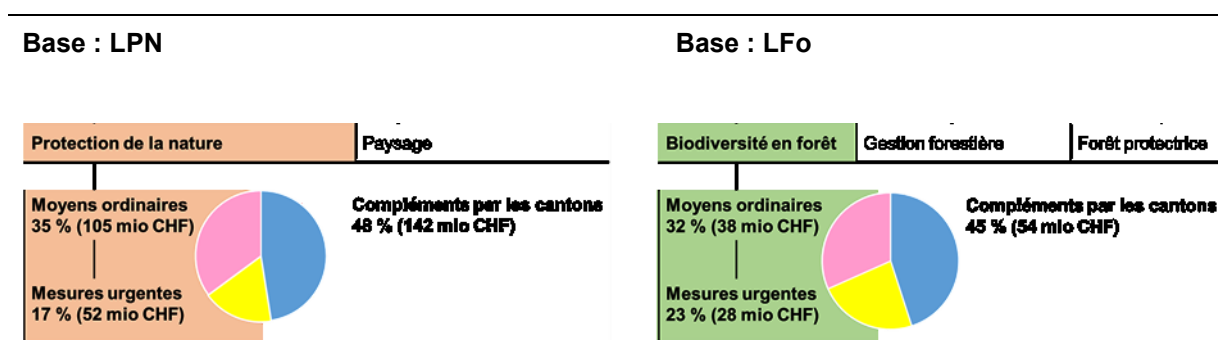 Base : LPN
Base : LFo
Protection de la nature
Paysage
Biodiversité en forêt
Gestion forestière
Forêt protectrice
Moyens ordinaires
35 % (105 mio CHF)
Compléments par les cantons
48 % (142 mio CHF)
Mesures urgentes
17 % (52 mio CHF)
Moyens ordinaires
32 % (38 mio CHF)
Compléments par les cantons
45 % (54 mio CHF)
Mesures urgentes
23 % (28 mio CHF)